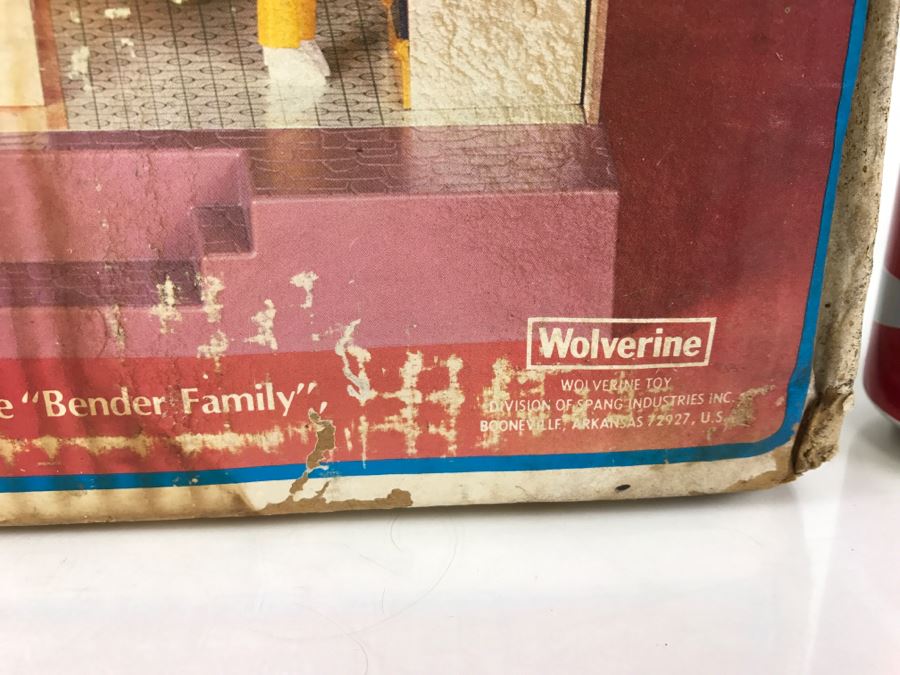 e "Bender Family",
Wolverine
WOLVERINE TOY
DIVISION OF SPANG INDUSTRIES INC.
BOONEVILLE, ARKANSAS 72927, U.S.